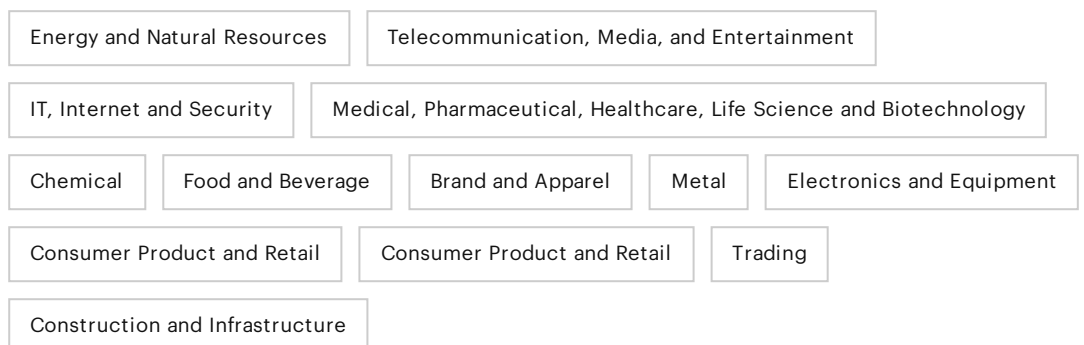 Energy and Natural Resources Telecommunication, Media, and Entertainment
IT, Internet and Security Medical, Pharmaceutical, Healthcare, Life Science and Biotechnology
Chemical Food and Beverage Brand and Apparel Metal Electronics and Equipment
Consumer Product and Retail Consumer Product and Retail Trading
Construction and Infrastructure